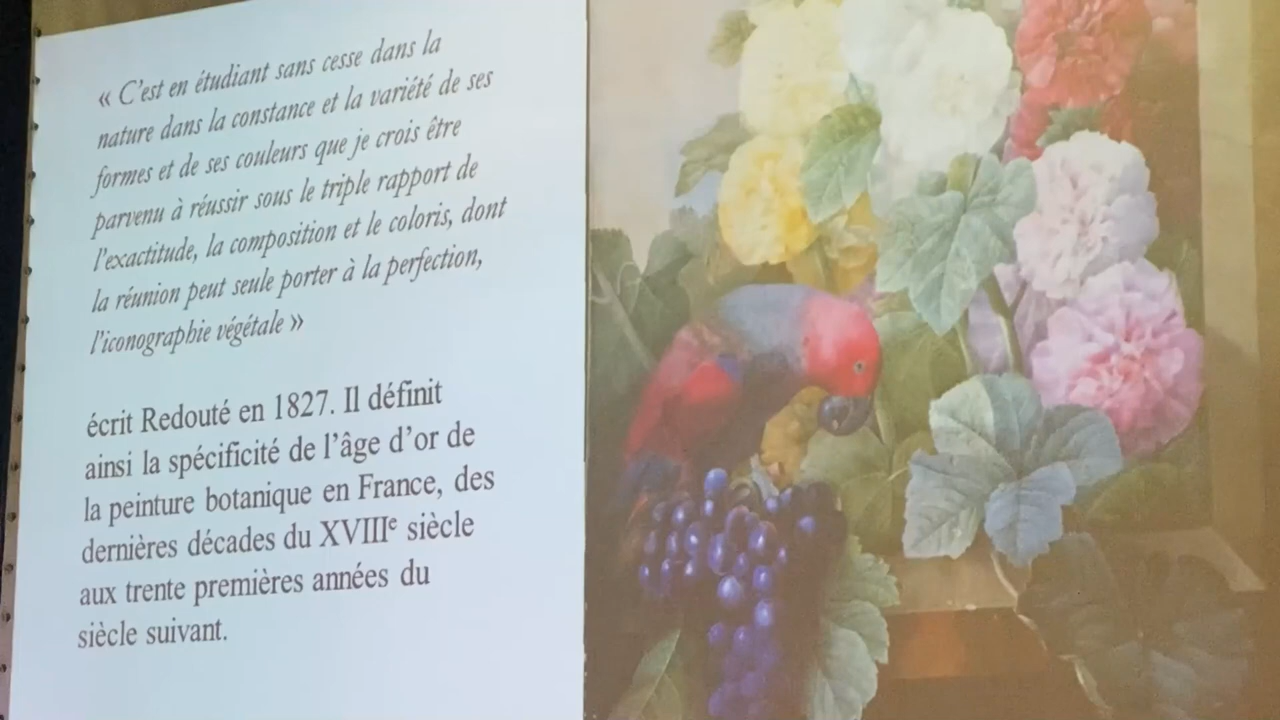 « C'est en étudiant sans cesse dans la
nature dans la constance et la variété de ses
formes et de ses couleurs que je crois être
parvenu à réussir sous le triple rapport de
l'exactitude, la composition et le coloris, dont
la réunion peut seule porter à la perfection,
l'iconographie végétale »
écrit Redouté en 1827. Il définit
ainsi la spécificité de l'âge d'or de
la peinture botanique en France, des
dernières décades du XVIIIe siècle
aux trente premières années du
siècle suivant.